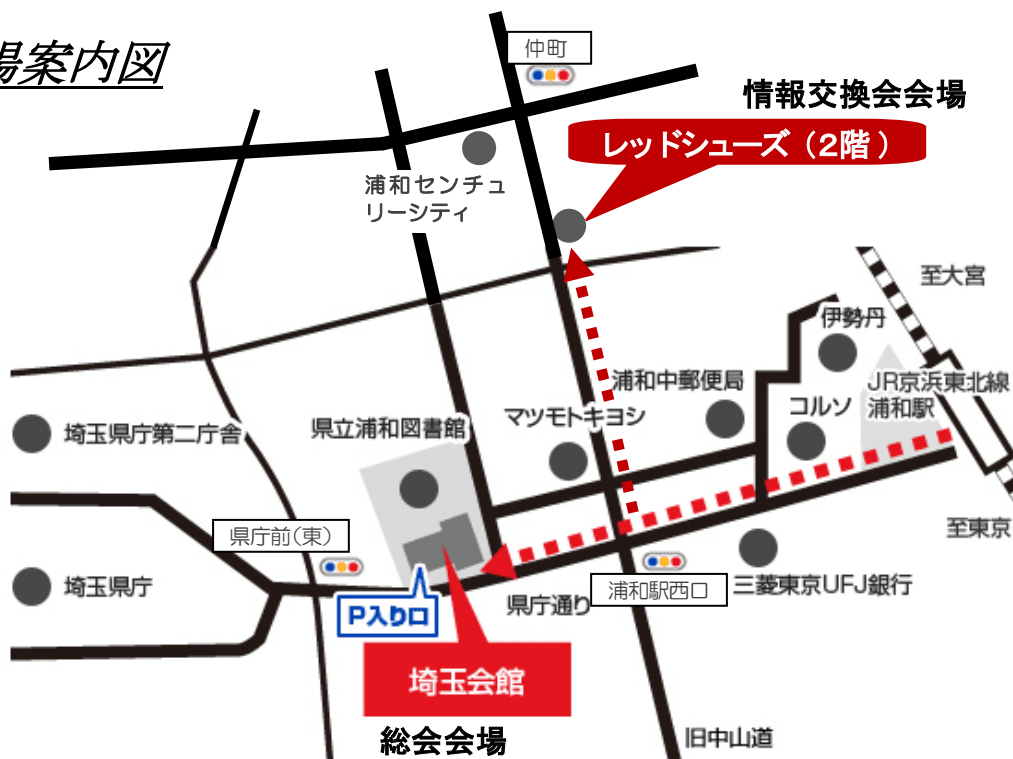 場案内図
仲町
情報交換会会場
レッドシューズ（２階）
浦和センチュ
リーシティ
至大宮
伊勢丹
JR京浜東北線
浦和駅
浦和中郵便局
コルソ
マツモトキヨシ
県立浦和図書館
埼玉県庁第二庁舎
県庁前（東）
至東京
埼玉県庁
三菱東京UFJ銀行
浦和駅西口
県庁通り
P入り口
埼玉会館
総会会場
旧中山道